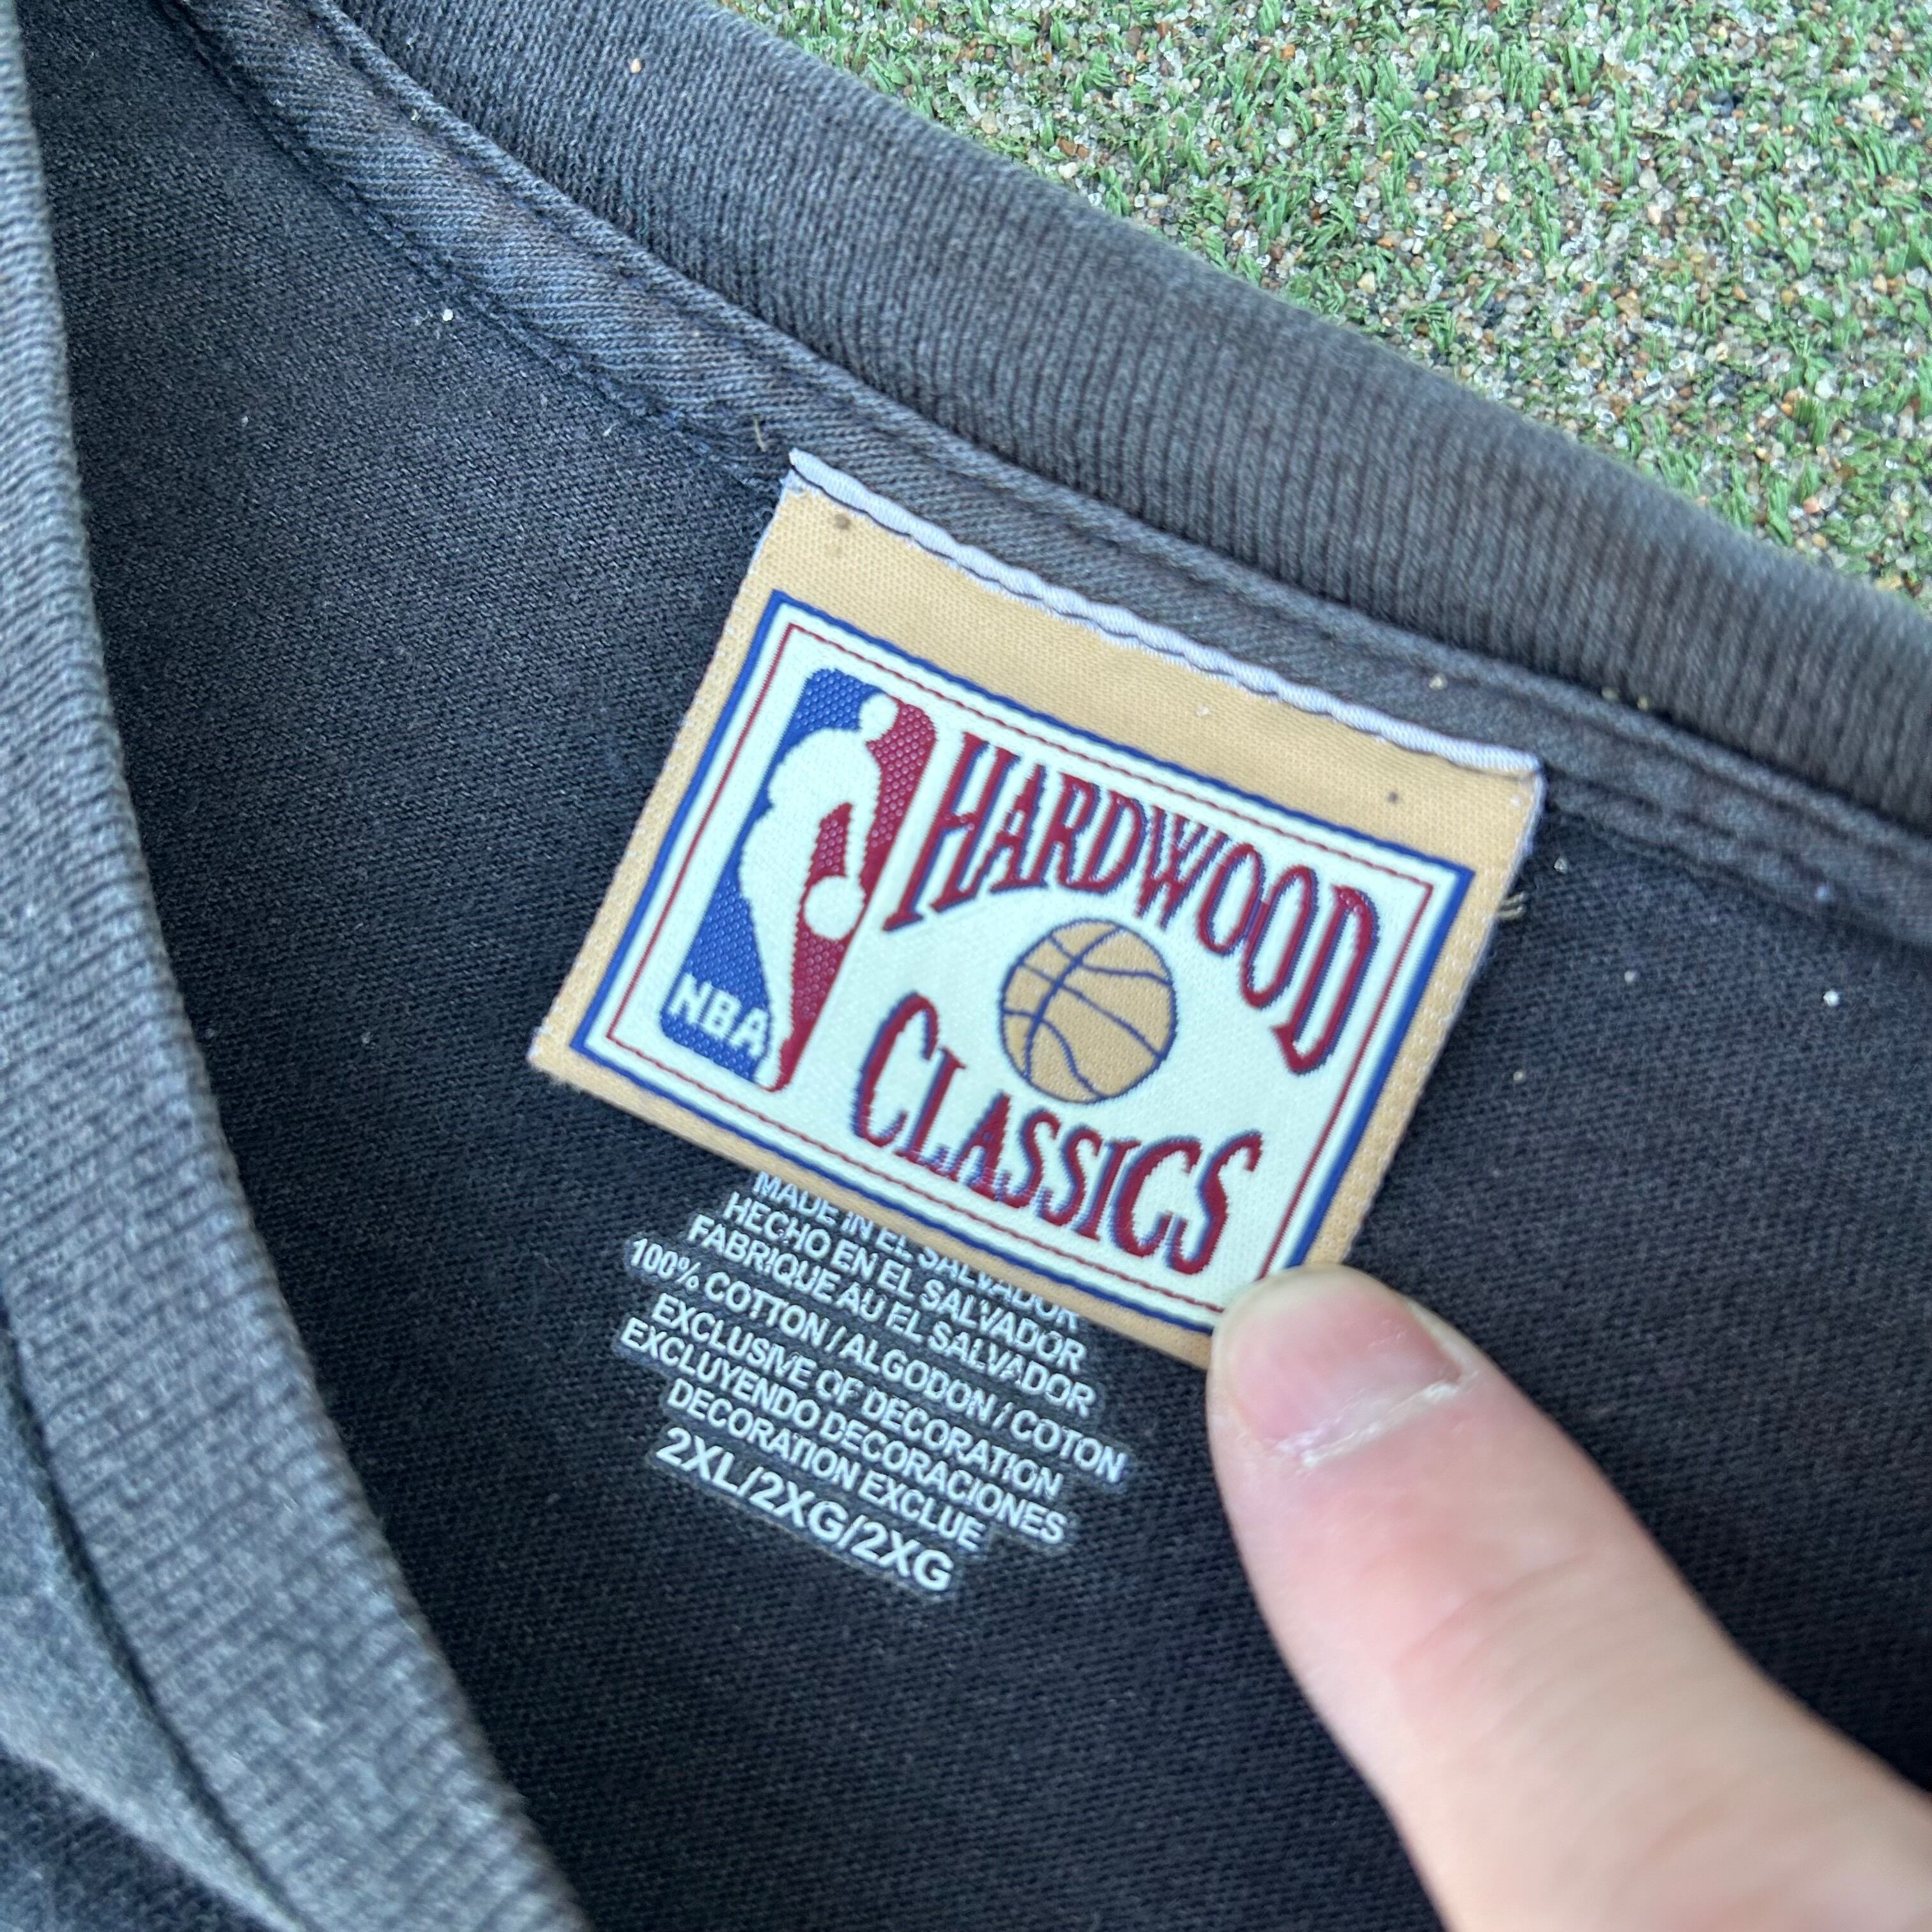 HARDWOOD
CLASSICS
NBA
MADE IN EL SALVADOR
HECHO EN EL SALVADOR
FABRIQUE AU EL SALVADOR
100% COTTON / ALGODON / COTON
EXCLUSIVE OF DECORATION
EXCLUYENDO DECORACIONES
DECORATION EXCLUE
2XL/2XG/2XG